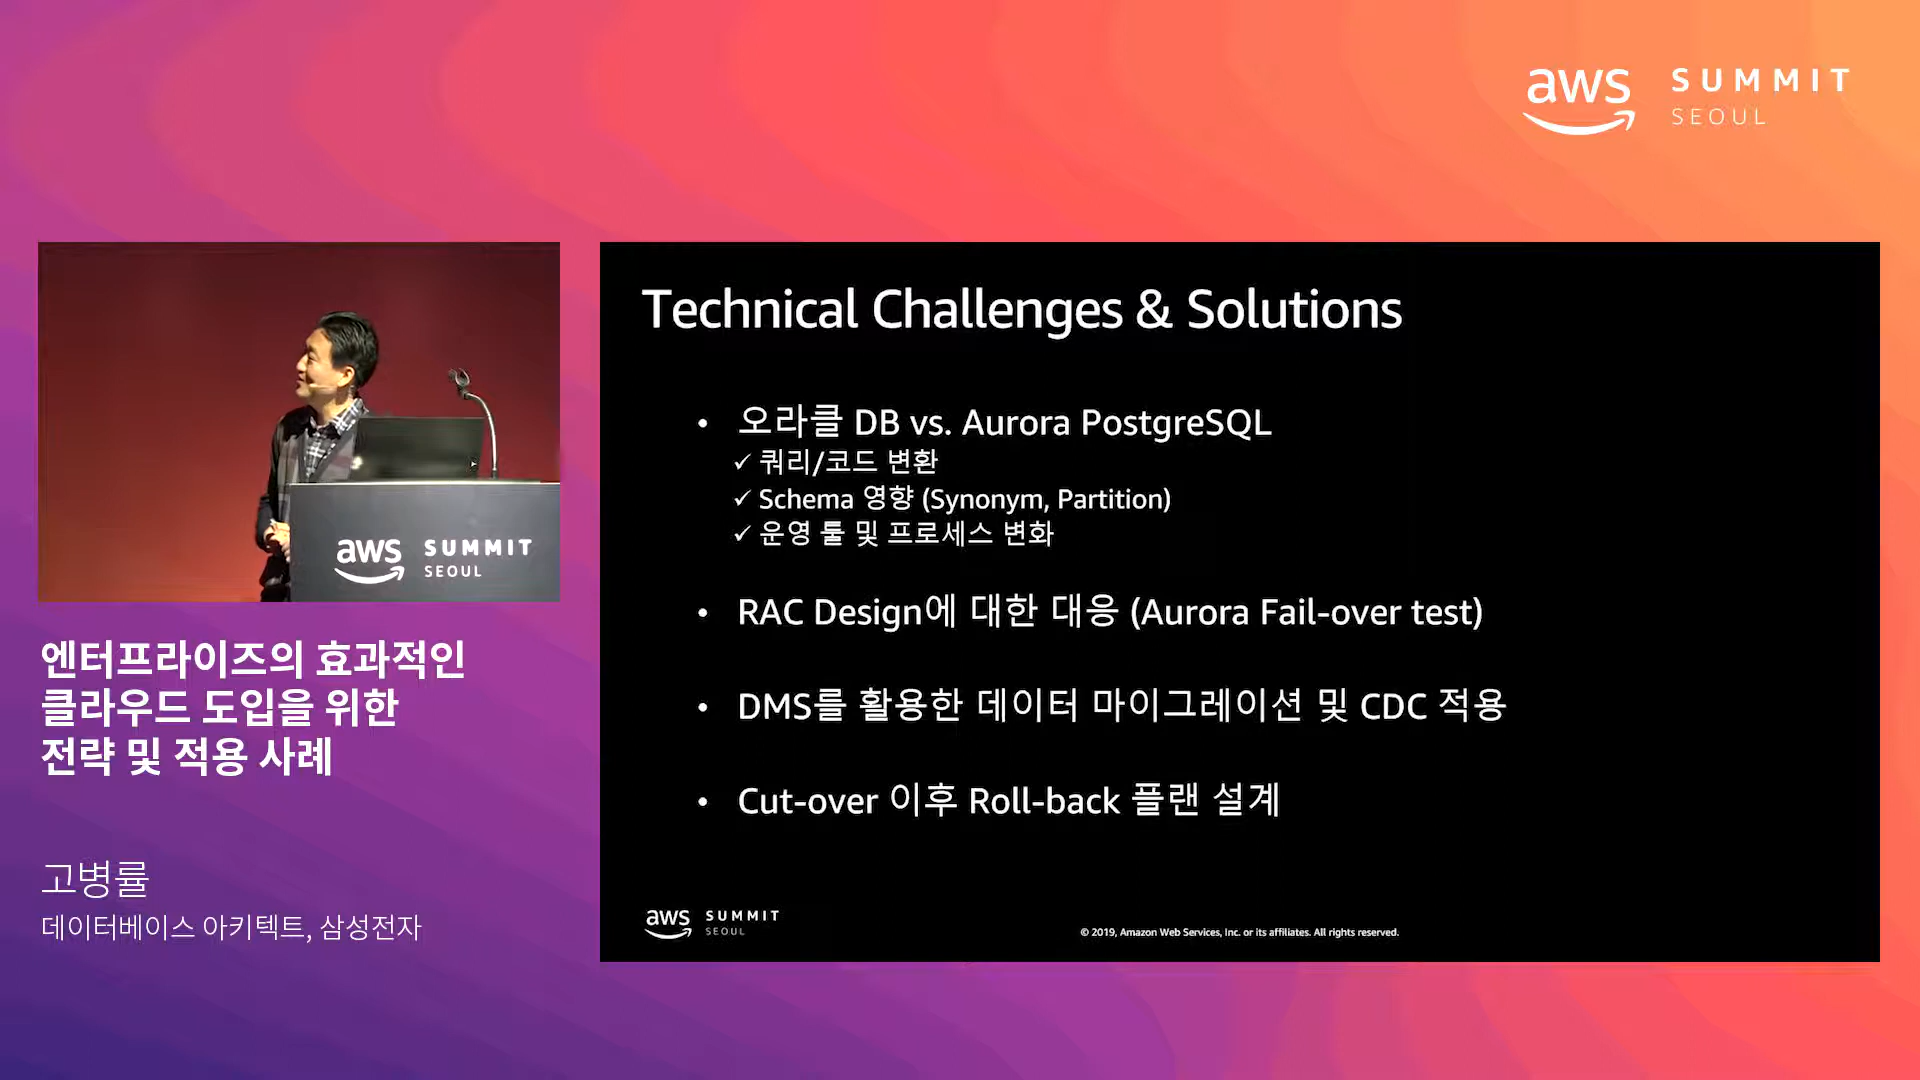 aws SUMMIT
SEOUL
aws SUMMIT
SEOUL
엔터프라이즈의 효과적인
클라우드 도입을 위한
전략 및 적용 사례
고병률
데이터베이스 아키텍트, 삼성전자
Technical Challenges & Solutions
• 오라클 DB vs. Aurora PostgreSQL
✓ 쿼리/코드 변환
✓ Schema 영향 (Synonym, Partition)
✓ 운영 툴 및 프로세스 변화
• RAC Design에 대한 대응 (Aurora Fail-over test)
• DMS를 활용한 데이터 마이그레이션 및 CDC 적용
• Cut-over 이후 Roll-back 플랜 설계
aws SUMMIT
SEOUL
© 2019, Amazon Web Services, Inc. or its affiliates. All rights reserved.